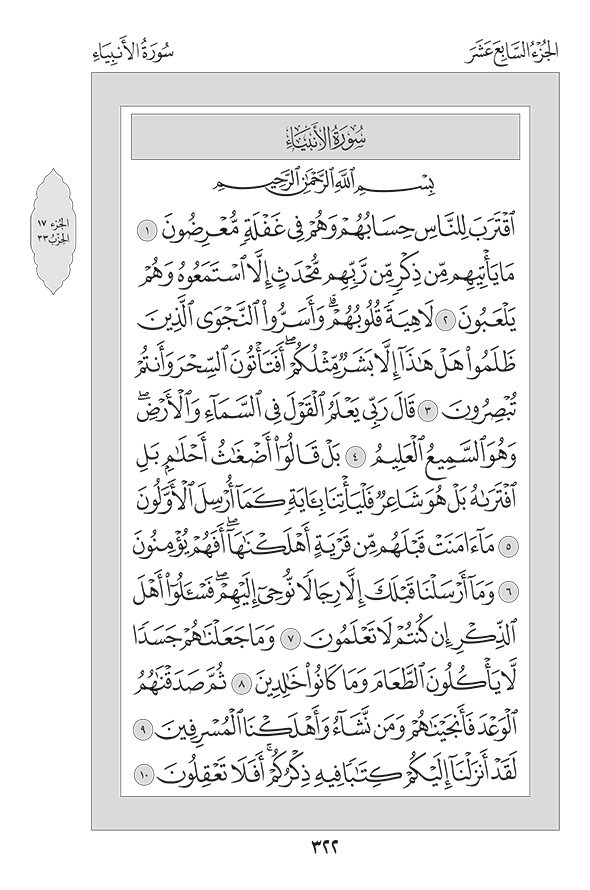 الجُزْءُ السَّابِعَ عَشَرَ
سُورَةُ الأَنبِيَاءِ
سُورَةُ الأَنبِيَاءِ
بِسْمِ ٱللَّهِ ٱلرَّحْمَٰنِ ٱلرَّحِيمِ
ٱقْتَرَبَ لِلنَّاسِ حِسَابُهُمْ وَهُمْ فِى غَفْلَةٍ مُّعْرِضُونَ ١
مَا يَأْتِيهِم مِّن ذِكْرٍ مِّن رَّبِّهِم مُّحْدَثٍ إِلَّا ٱسْتَمَعُوهُ وَهُمْ
يَلْعَبُونَ ٢ لَاهِيَةً قُلُوبُهُمْ ۗ وَأَسَرُّوا۟ ٱلنَّجْوَى ٱلَّذِينَ
ظَلَمُوا۟ هَلْ هَٰذَآ إِلَّا بَشَرٌ مِّثْلُكُمْ ۖ أَفَتَأْتُونَ ٱلسِّحْرَ وَأَنتُمْ
تُبْصِرُونَ ٣ قَالَ رَبِّى يَعْلَمُ ٱلْقَوْلَ فِى ٱلسَّمَآءِ وَٱلْأَرْضِ ۖ
وَهُوَ ٱلسَّمِيعُ ٱلْعَلِيمُ ٤ بَلْ قَالُوٓا۟ أَضْغَٰثُ أَحْلَٰمٍۭ بَلِ
ٱفْتَرَىٰهُ بَلْ هُوَ شَاعِرٌ فَلْيَأْتِنَا بِـَٔايَةٍ كَمَآ أُرْسِلَ ٱلْأَوَّلُونَ
٥ مَآ ءَامَنَتْ قَبْلَهُم مِّن قَرْيَةٍ أَهْلَكْنَٰهَآ ۖ أَفَهُمْ يُؤْمِنُونَ
٦ وَمَآ أَرْسَلْنَا قَبْلَكَ إِلَّا رِجَالًا نُّوحِىٓ إِلَيْهِمْ ۖ فَسْـَٔلُوٓا۟ أَهْلَ
ٱلذِّكْرِ إِن كُنتُمْ لَا تَعْلَمُونَ ٧ وَمَا جَعَلْنَٰهُمْ جَسَدًا
لَّا يَأْكُلُونَ ٱلطَّعَامَ وَمَا كَانُوا۟ خَٰلِدِينَ ٨ ثُمَّ صَدَقْنَٰهُمُ
ٱلْوَعْدَ فَأَنجَيْنَٰهُمْ وَمَن نَّشَآءُ وَأَهْلَكْنَا ٱلْمُسْرِفِينَ ٩
لَقَدْ أَنزَلْنَآ إِلَيْكُمْ كِتَٰبًا فِيهِ ذِكْرُكُمْ ۖ أَفَلَا تَعْقِلُونَ ١٠
الجُزء ١٧
الحِزْب ٣٣
٣٢٢